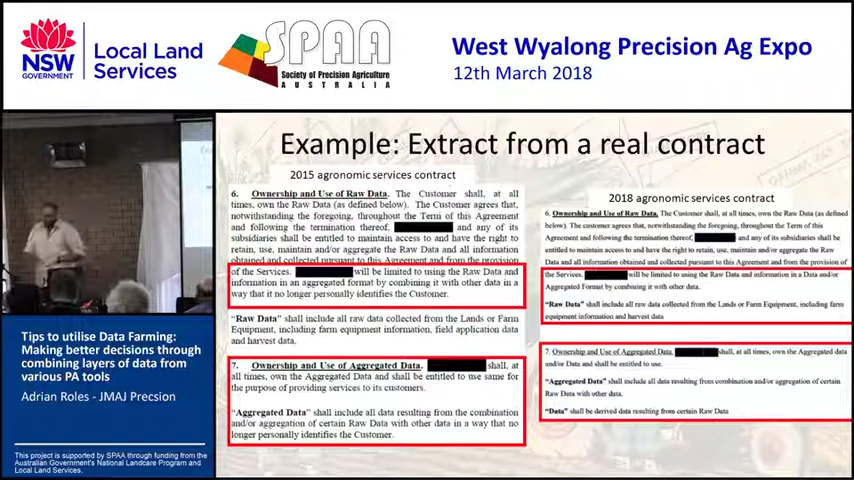 NSW
GOVERNMENT
Local Land
Services
SPAA
Society of Precision Agriculture
AUSTRALIA
West Wyalong Precision Ag Expo
12th March 2018
Example: Extract from a real contract
2015 agronomic services contract
6. Ownership and Use of Raw Data. The Customer shall, at all
times, own the Raw Data (as defined below). The Customer agrees that,
notwithstanding the foregoing, throughout the Term of this Agreement
and following the termination thereof, and any of its
subsidiaries shall be entitled to maintain access to and have the right to
retain, use, maintain and/or aggregate the Raw Data and all information
obtained and collected pursuant to this Agreement and from the provision
of the Services. will be limited to using the Raw Data and
information in an aggregated format by combining it with other data in a
way that it no longer personally identifies the Customer.
“Raw Data” shall include all raw data collected from the Lands or Farm
Equipment, including farm equipment information, field application data
and harvest data.
7. Ownership and Use of Aggregated Data. shall, at
all times, own the Aggregated Data and shall be entitled to use same for
the purpose of providing services to its customers.
“Aggregated Data” shall include all data resulting from the combination
and/or aggregation of certain Raw Data with other data in a way that no
longer personally identifies the Customer.
2018 agronomic services contract
6. Ownership and Use of Raw Data. The Customer shall, at all times, own the Raw Data (as defined
below). The customer agrees that, notwithstanding the foregoing, throughout the Term of this
Agreement and following the termination thereof, and any of its subsidiaries shall be
entitled to maintain access to and have the right to retain, use, maintain and/or aggregate the Raw
Data and all information obtained and collected pursuant to this Agreement and from the provision of
the Services. will be limited to using the Raw Data and information in a Data and/or
Aggregated Format by combining it with other data.
“Raw Data” shall include all raw data collected from the Lands or Farm Equipment, including farm
equipment information and harvest data
7. Ownership and Use of Aggregated Data. shall, at all times, own the Aggregated data
and/or Data and shall be entitled to use.
“Aggregated Data” shall include all data resulting from combination and/or aggregation of certain
Raw Data with other data.
“Data” shall be derived data resulting from certain Raw Data
Tips to utilise Data Farming:
Making better decisions through
combining layers of data from
various PA tools
Adrian Roles - JMAJ Precsion
This project is supported by SPAA through funding from the
Australian Government's National Landcare Program and
Local Land Services.